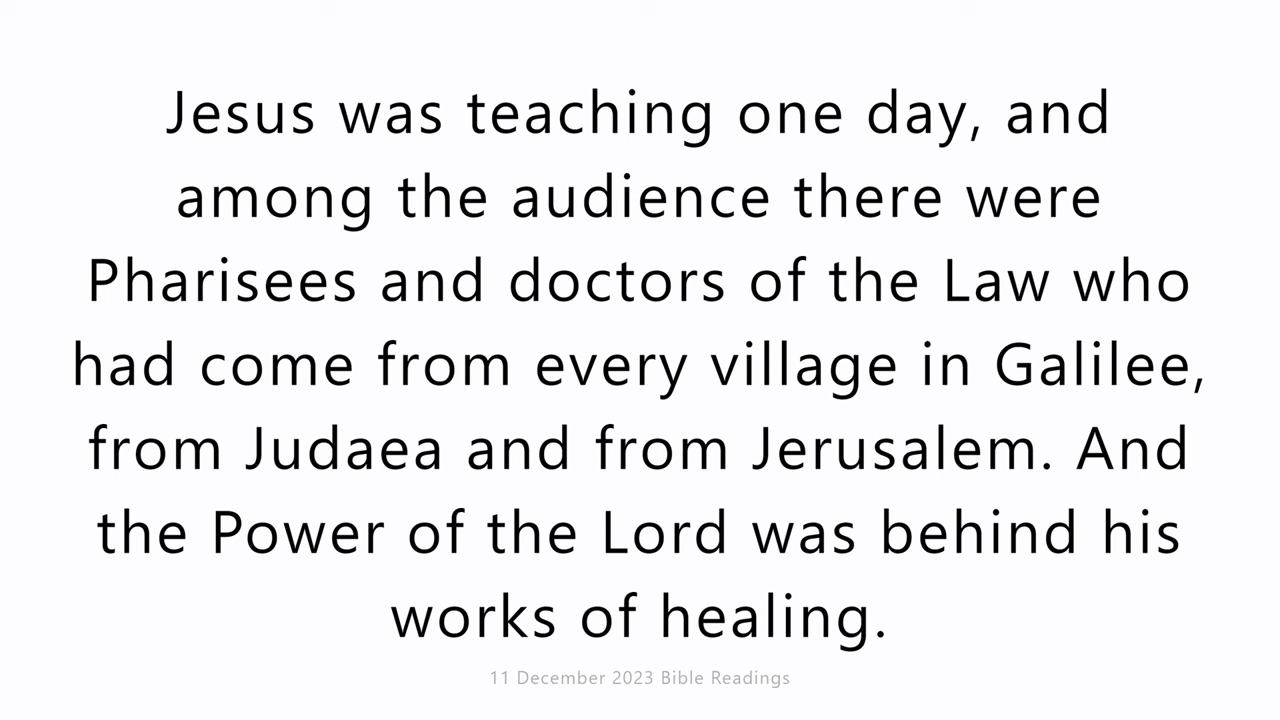 Jesus was teaching one day, and
among the audience there were
Pharisees and doctors of the Law who
had come from every village in Galilee,
from Judaea and from Jerusalem. And
the Power of the Lord was behind his
works of healing.
11 December 2023 Bible Readings